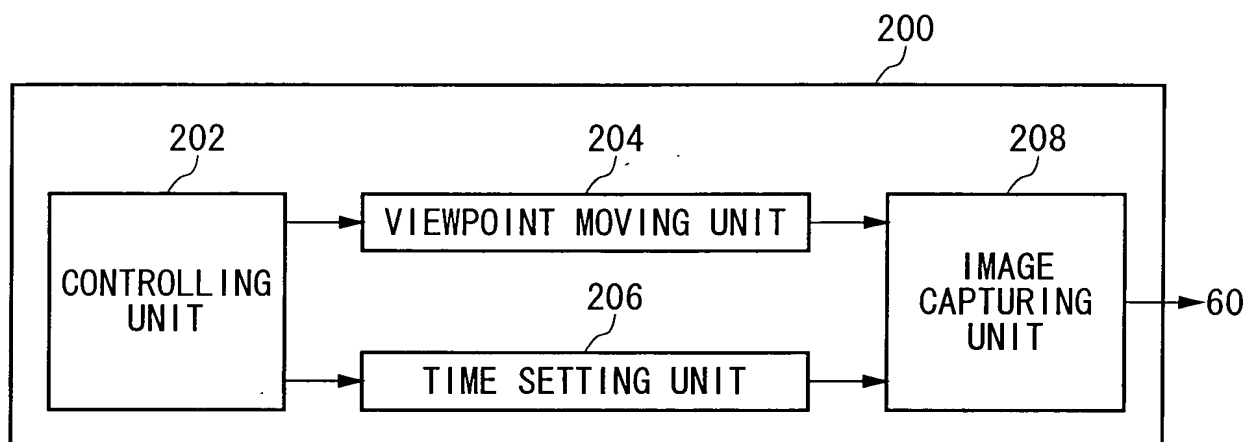 200
202
204
208
VIEWPOINT MOVING UNIT
CONTROLLING
UNIT
IMAGE
CAPTURING
UNIT
60
206
TIME SETTING UNIT